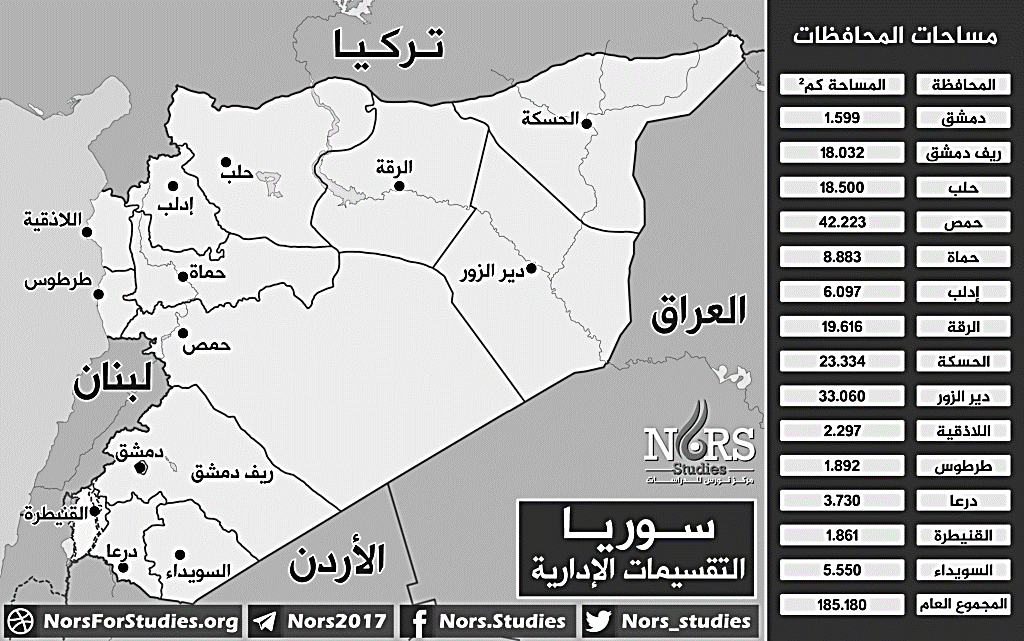 تركيا
الحسكة
الرقة
حلب
إدلب
اللاذقية
حماة
دير الزور
طرطوس
العراق
حمص
لبنان
دمشق
ريف دمشق
القنيطرة
درعا
السويداء
الأردن
NORS
Studies
مركز نورس للدراسات
سوريا
التقسيمات الإدارية
مساحات المحافظات
المحافظة المساحة كم²
دمشق 1.599
ريف دمشق 18.032
حلب 18.500
حمص 42.223
حماة 8.883
إدلب 6.097
الرقة 19.616
الحسكة 23.334
دير الزور 33.060
اللاذقية 2.297
طرطوس 1.892
درعا 3.730
القنيطرة 1.861
السويداء 5.550
المجموع العام 185.180
NorsForStudies.org Nors2017 Nors.Studies Nors_studies